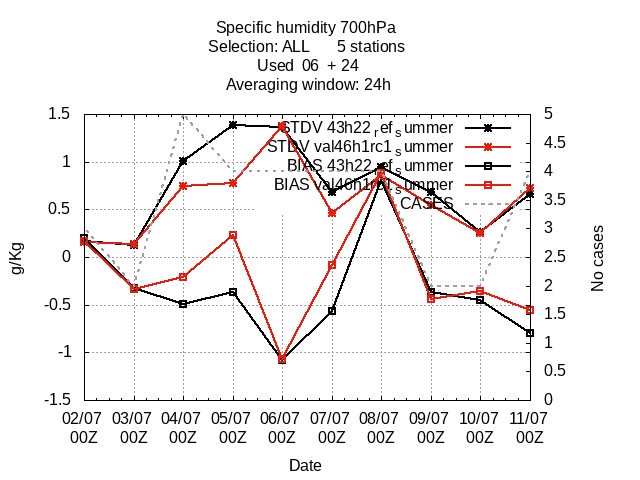 Specific humidity 700hPa
Selection: ALL 5 stations
Used 06 + 24
Averaging window: 24h
STDV 43h22_ref_summer
STDV val46h1rc1_summer
BIAS 43h22_ref_summer
BIAS val46h1rc1_summer
CASES
1.5
1
0.5
0
-0.5
-1
-1.5
g/Kg
5
4.5
4
3.5
3
2.5
2
1.5
1
0.5
0
No cases
02/07 03/07 04/07 05/07 06/07 07/07 08/07 09/07 10/07 11/07
00Z 00Z 00Z 00Z 00Z 00Z 00Z 00Z 00Z 00Z
Date